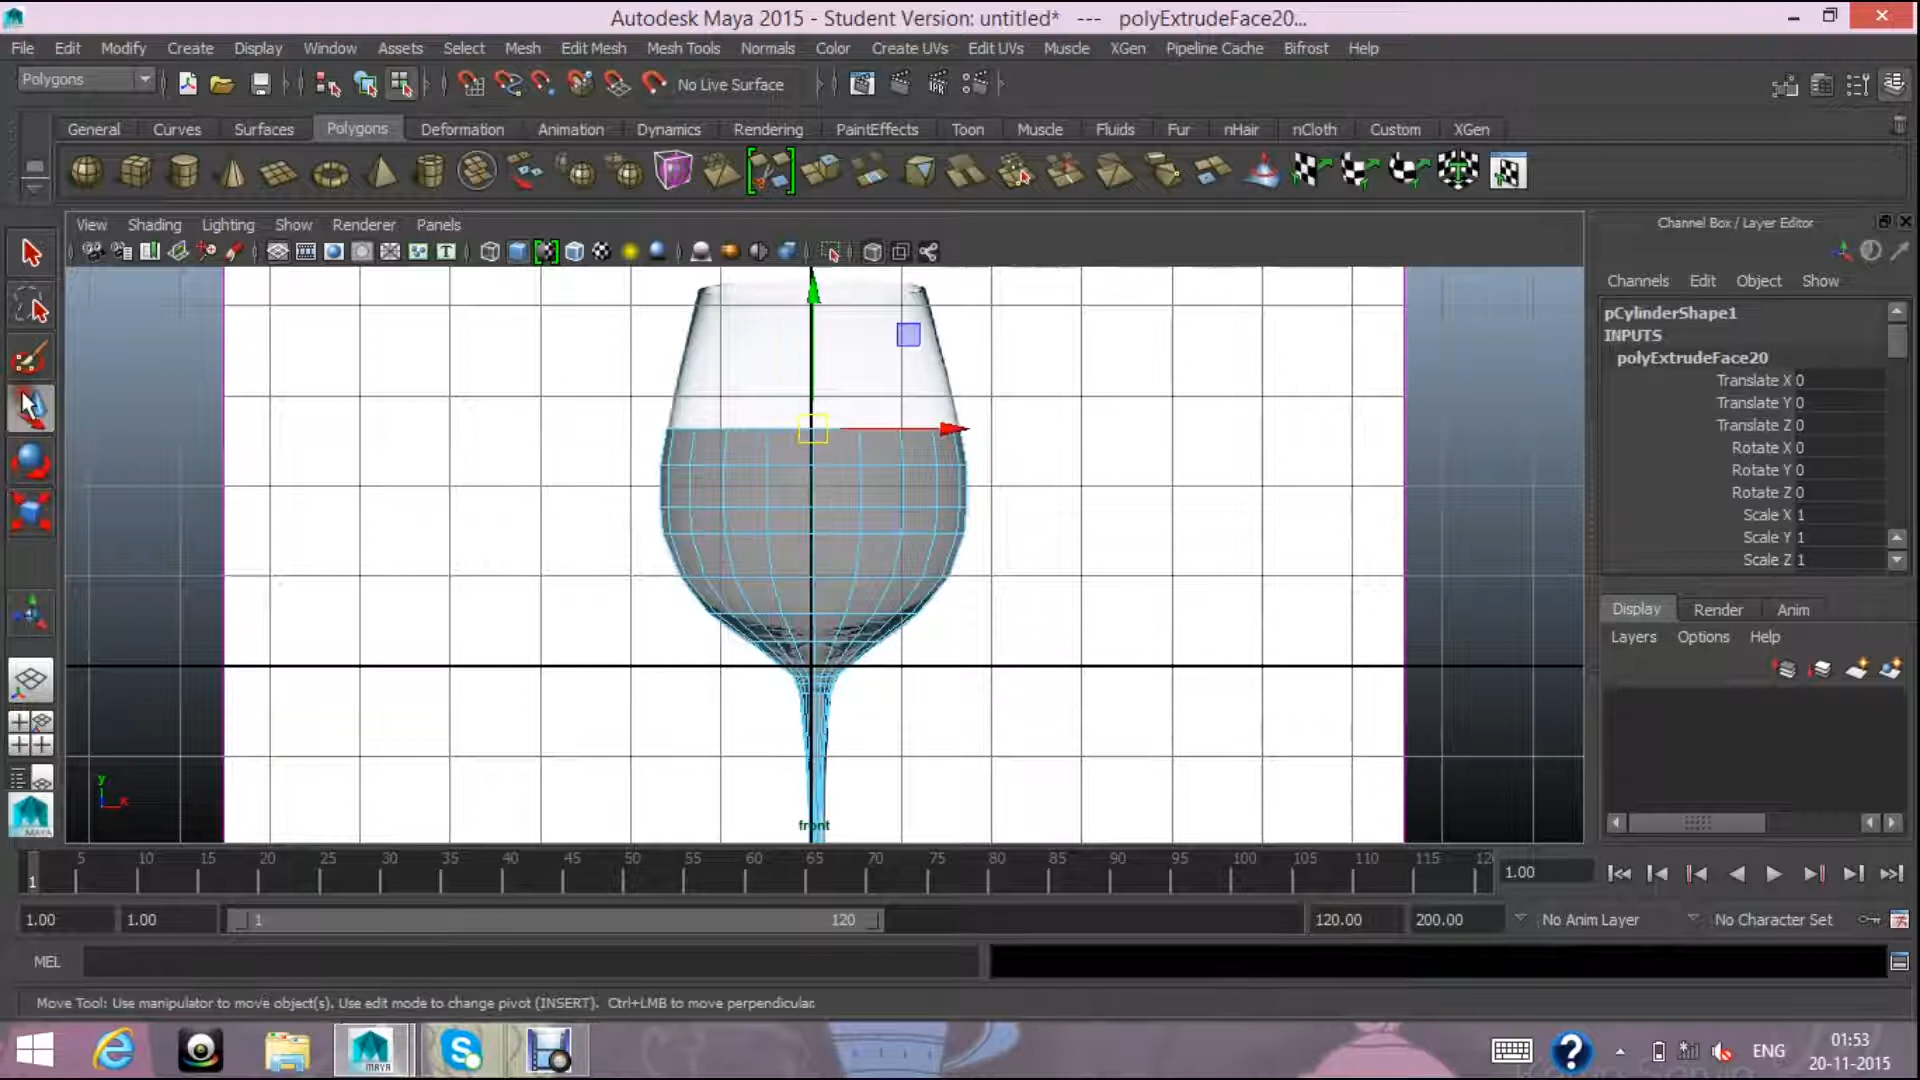 Autodesk Maya 2015 - Student Version: untitled* --- polyExtrudeFace20...
File Edit Modify Create Display Window Assets Select Mesh Edit Mesh Mesh Tools Normals Color Create UVs Edit UVs Muscle XGen Pipeline Cache Bifrost Help
Polygons No Live Surface
General Curves Surfaces Polygons Deformation Animation Dynamics Rendering PaintEffects Toon Muscle Fluids Fur nHair nCloth Custom XGen
View Shading Lighting Show Renderer Panels
Channel Box / Layer Editor
Channels Edit Object Show
pCylinderShape1
INPUTS
polyExtrudeFace20
Translate X 0
Translate Y 0
Translate Z 0
Rotate X 0
Rotate Y 0
Rotate Z 0
Scale X 1
Scale Y 1
Scale Z 1
Display Render Anim
Layers Options Help
y
x
front
MAYA
5 10 15 20 25 30 35 40 45 50 55 60 65 70 75 80 85 90 95 100 105 110 115 12
1
1.00
1.00 1.00 1 120 120.00 200.00 No Anim Layer No Character Set
MEL
Move Tool: Use manipulator to move object(s). Use edit mode to change pivot (INSERT). Ctrl+LMB to move perpendicular.
MAYA
ENG
01:53
20-11-2015